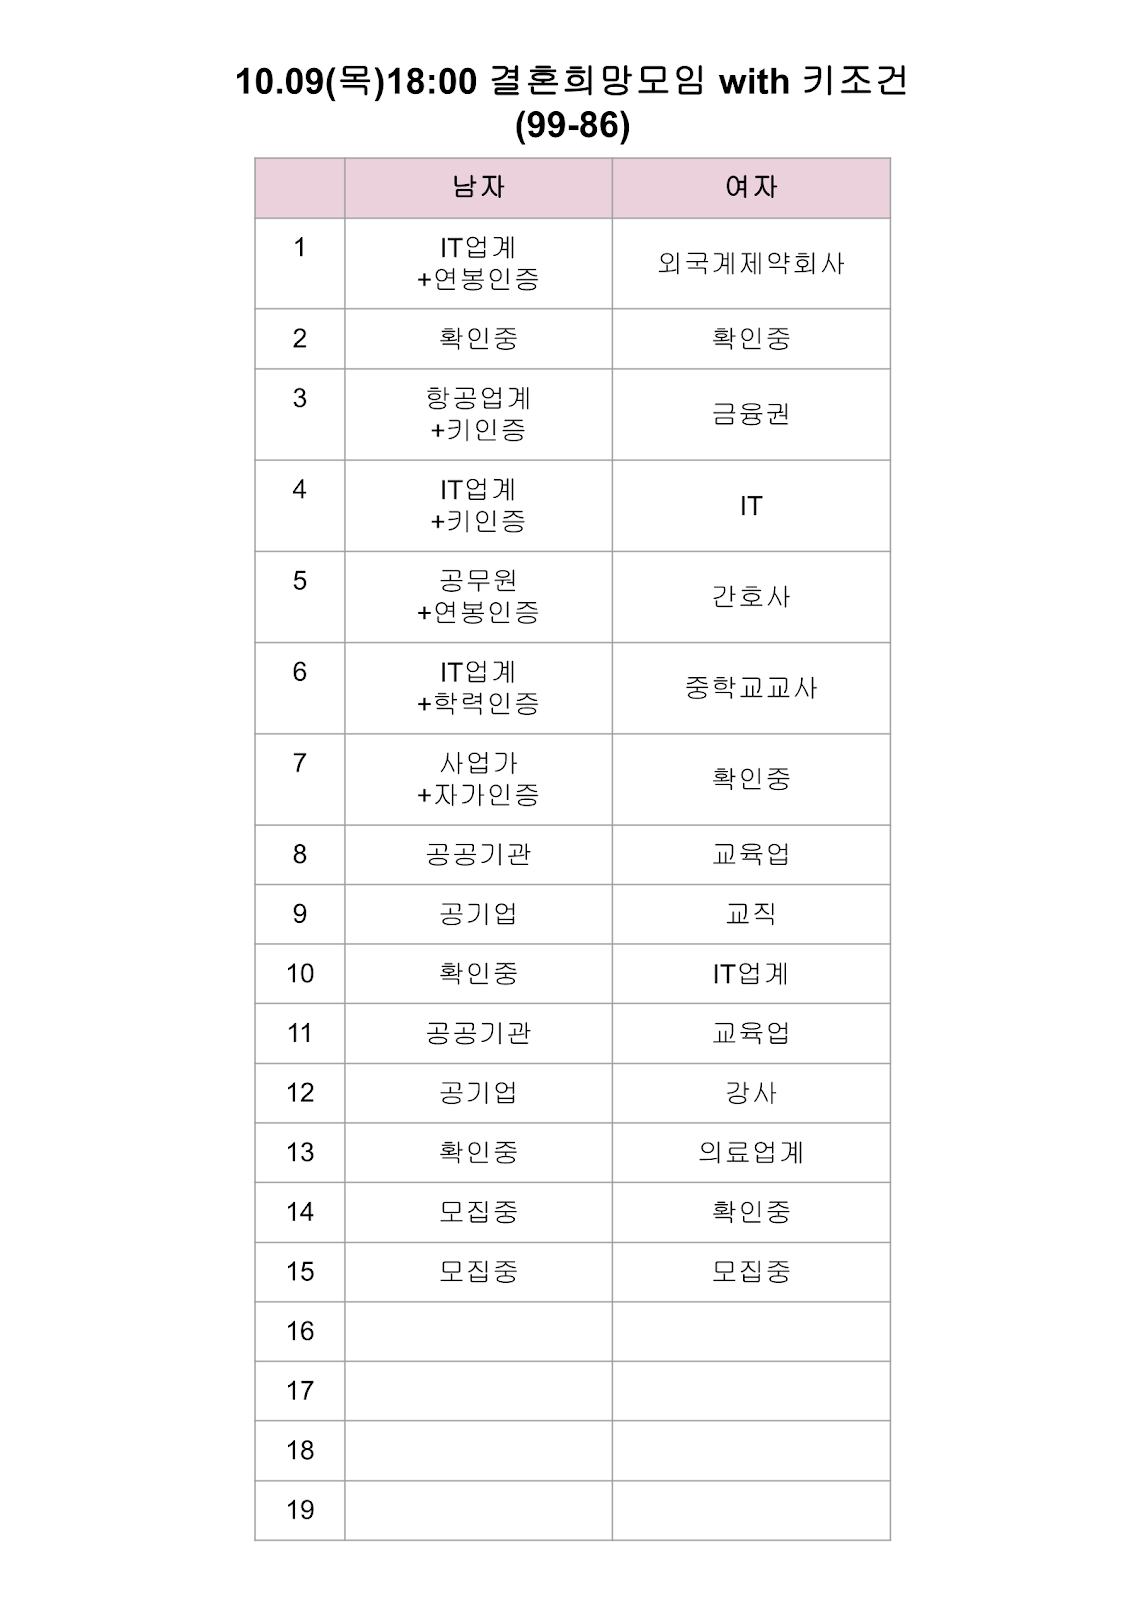 10.09(목)18:00 결혼희망모임 with 키조건
(99-86)
남자 여자
1 IT업계 외국계제약회사
+연봉인증
2 확인중 확인중
3 항공업계 금융권
+키인증
4 IT업계 IT
+키인증
5 공무원 간호사
+연봉인증
6 IT업계 중학교교사
+학력인증
7 사업가 확인중
+자가인증
8 공공기관 교육업
9 공기업 교직
10 확인중 IT업계
11 공공기관 교육업
12 공기업 강사
13 확인중 의료업계
14 모집중 확인중
15 모집중 모집중
16
17
18
19